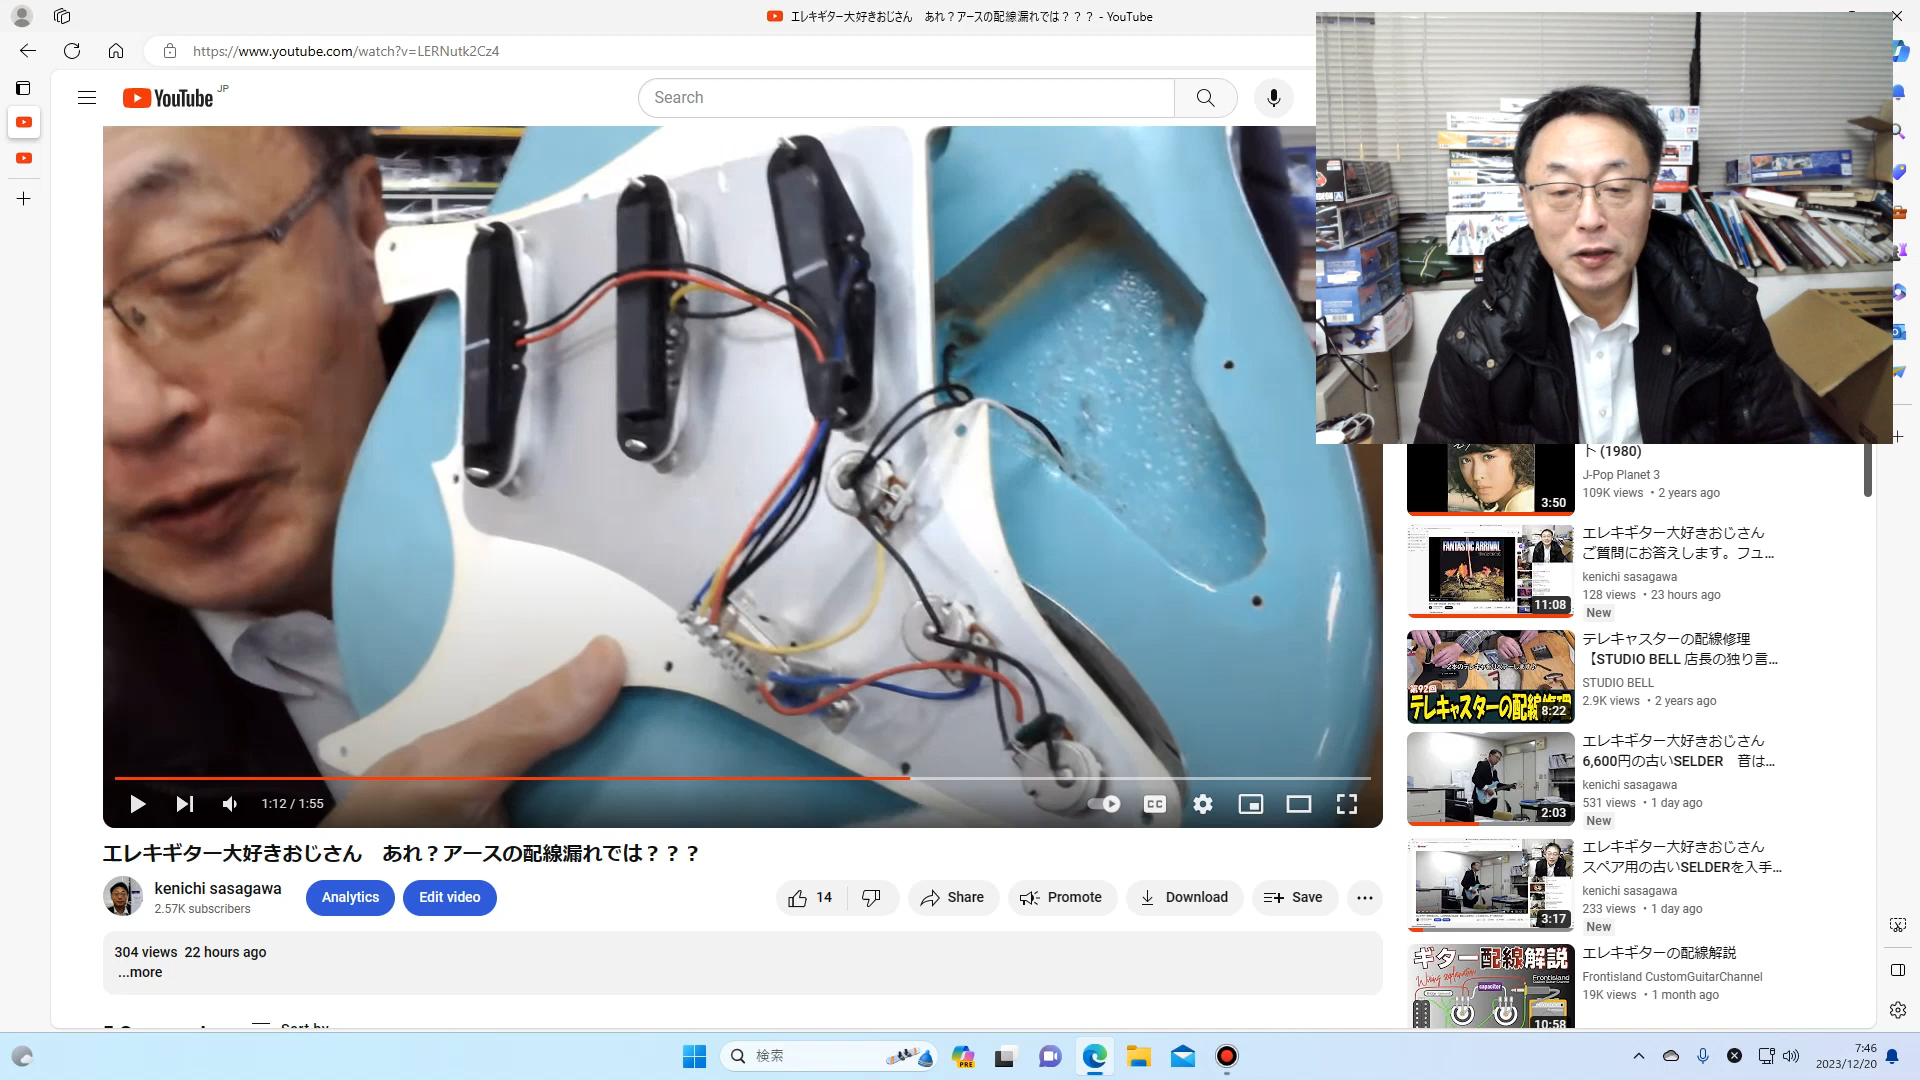 エレキギター大好きおじさん　あれ？アースの配線漏れでは？？？ - YouTube
https://www.youtube.com/watch?v=LERNutk2Cz4
YouTube JP
Search
1:12 / 1:55
CC
エレキギター大好きおじさん　あれ？アースの配線漏れでは？？？
kenichi sasagawa
2.57K subscribers
Analytics
Edit video
14
Share
Promote
Download
Save
304 views 22 hours ago
...more
ト (1980)
J-Pop Planet 3
109K views • 2 years ago
3:50
エレキギター大好きおじさん
ご質問にお答えします。フュ...
kenichi sasagawa
128 views • 23 hours ago
New
FANTASTIC ARRIVAL
11:08
テレキャスターの配線修理
【STUDIO BELL 店長の独り言...
STUDIO BELL
2.9K views • 2 years ago
第92回
テレキャスターの配線修理
8:22
エレキギター大好きおじさん
6,600円の古いSELDER　音は...
kenichi sasagawa
531 views • 1 day ago
New
2:03
エレキギター大好きおじさん
スペア用の古いSELDERを入手...
kenichi sasagawa
233 views • 1 day ago
New
3:17
エレキギターの配線解説
Frontisland CustomGuitarChannel
19K views • 1 month ago
ギター配線解説
Wiring explanation
Frontisland
capacitor
10:58
Sort by
検索
PRE
7:46
2023/12/20